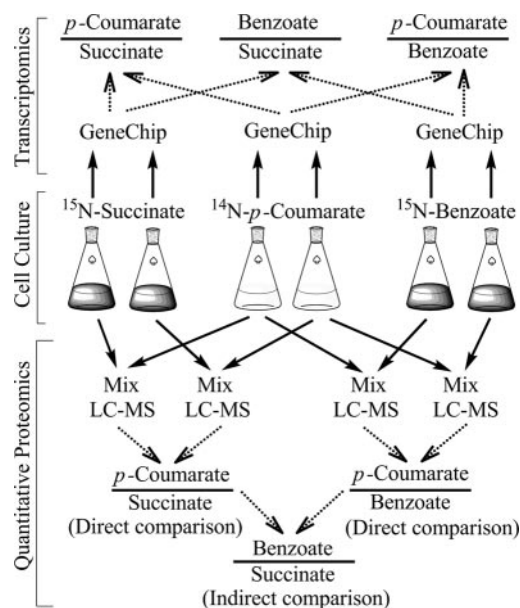 Transcriptomics
p-Coumarate Benzoate p-Coumarate
Succinate Succinate Benzoate
GeneChip GeneChip GeneChip
Cell Culture
15N-Succinate 14N-p-Coumarate 15N-Benzoate
Quantitative Proteomics
Mix Mix Mix Mix
LC-MS LC-MS LC-MS LC-MS
p-Coumarate p-Coumarate
Succinate Benzoate
(Direct comparison) (Direct comparison)
Benzoate
Succinate
(Indirect comparison)